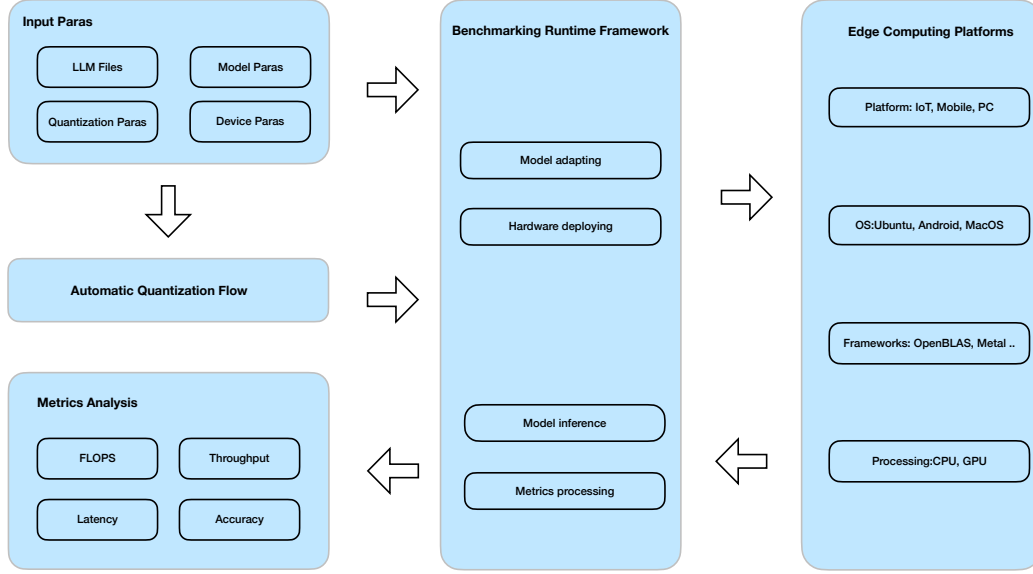 Input Paras
LLM Files
Model Paras
Quantization Paras
Device Paras
Automatic Quantization Flow
Metrics Analysis
FLOPS
Throughput
Latency
Accuracy
Benchmarking Runtime Framework
Model adapting
Hardware deploying
Model inference
Metrics processing
Edge Computing Platforms
Platform: IoT, Mobile, PC
OS:Ubuntu, Android, MacOS
Frameworks: OpenBLAS, Metal ..
Processing:CPU, GPU